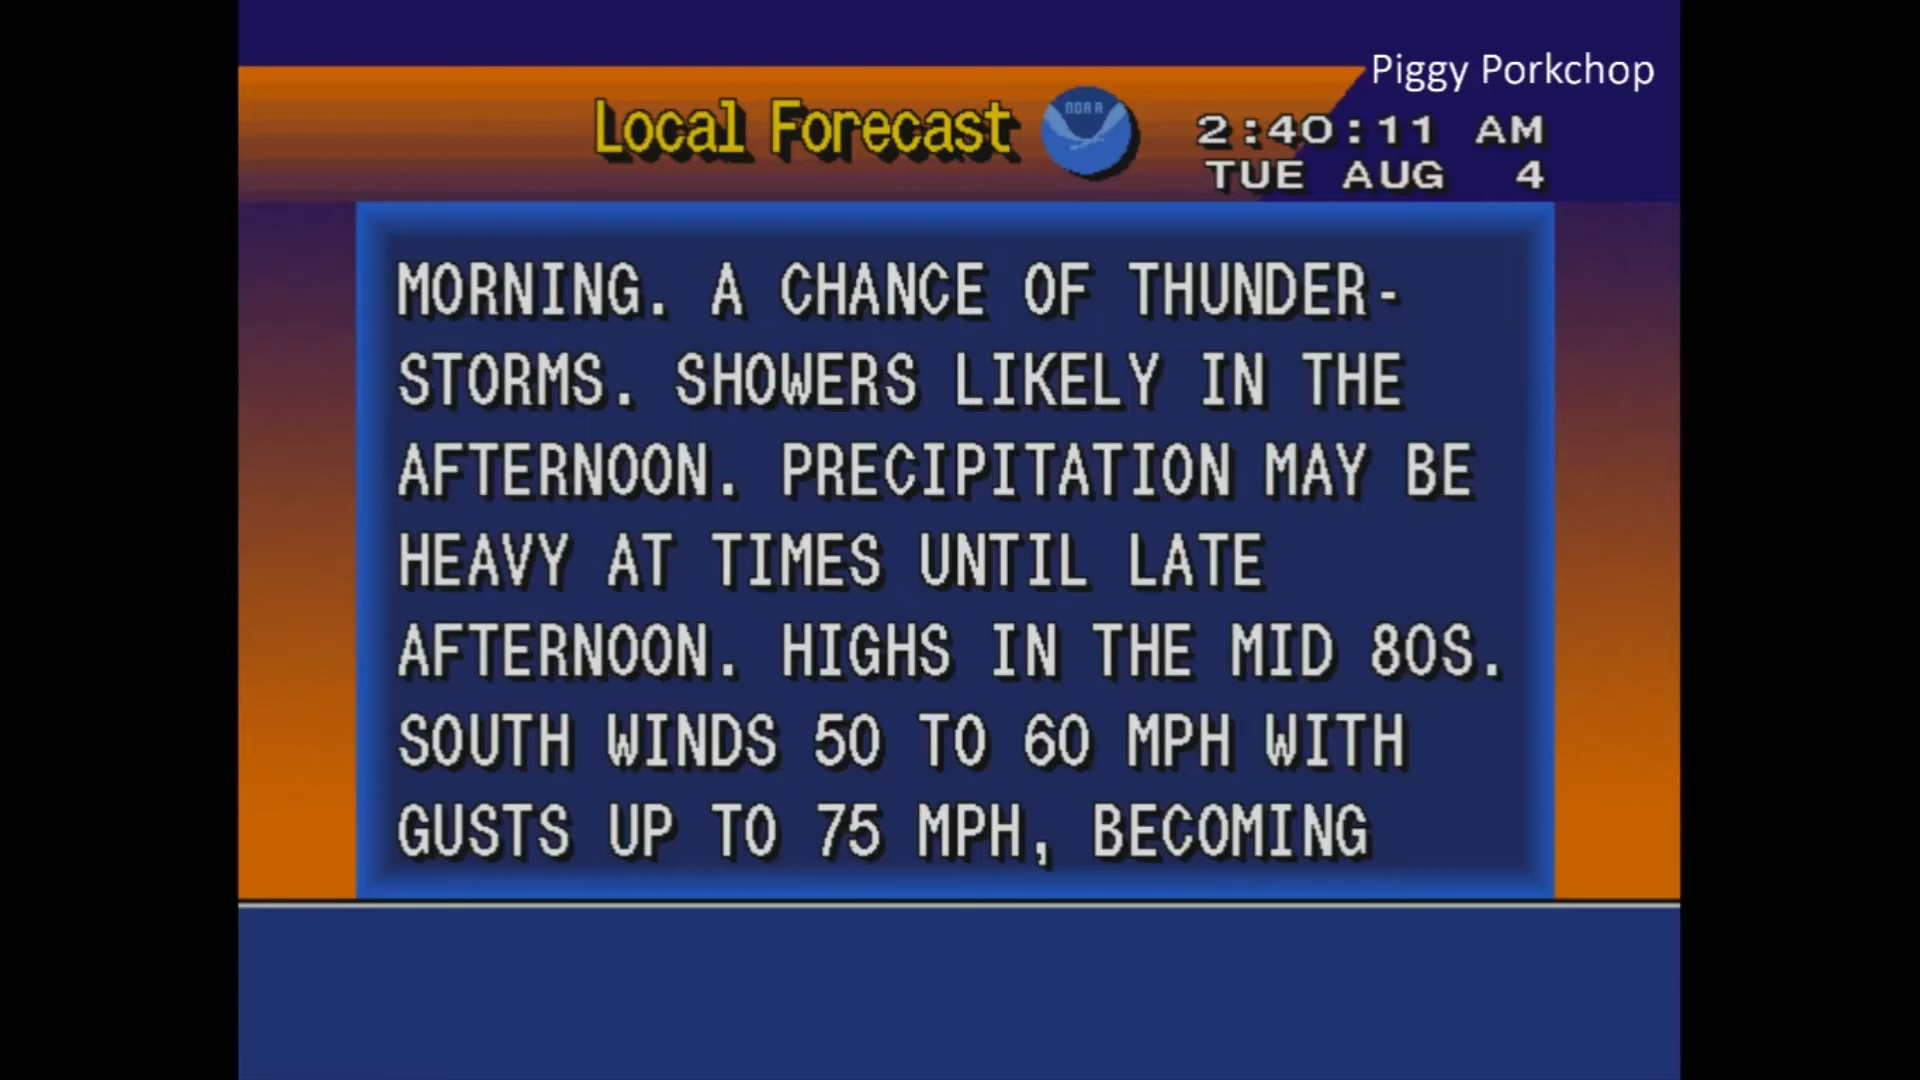 Piggy Porkchop
Local Forecast
NOAA
2:40:11 AM
TUE AUG 4
MORNING. A CHANCE OF THUNDER-
STORMS. SHOWERS LIKELY IN THE
AFTERNOON. PRECIPITATION MAY BE
HEAVY AT TIMES UNTIL LATE
AFTERNOON. HIGHS IN THE MID 80S.
SOUTH WINDS 50 TO 60 MPH WITH
GUSTS UP TO 75 MPH, BECOMING